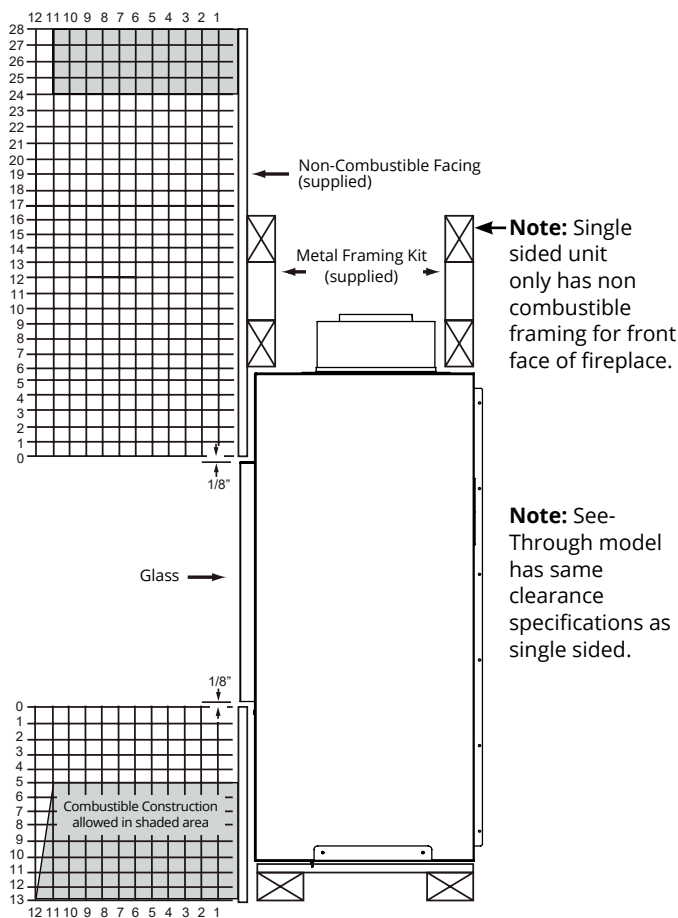 12 11 10 9 8 7 6 5 4 3 2 1
28
27
26
25
24
23
22
21
20
19
18
17
16
15
14
13
12
11
10
9
8
7
6
5
4
3
2
1
0
Non-Combustible Facing
(supplied)
Metal Framing Kit
(supplied)
Note: Single
sided unit
only has non
combustible
framing for front
face of fireplace.
1/8"
Glass
Note: See-
Through model
has same
clearance
specifications as
single sided.
1/8"
0
1
2
3
4
5
6
7
8
9
10
11
12
13
Combustible Construction
allowed in shaded area
12 11 10 9 8 7 6 5 4 3 2 1